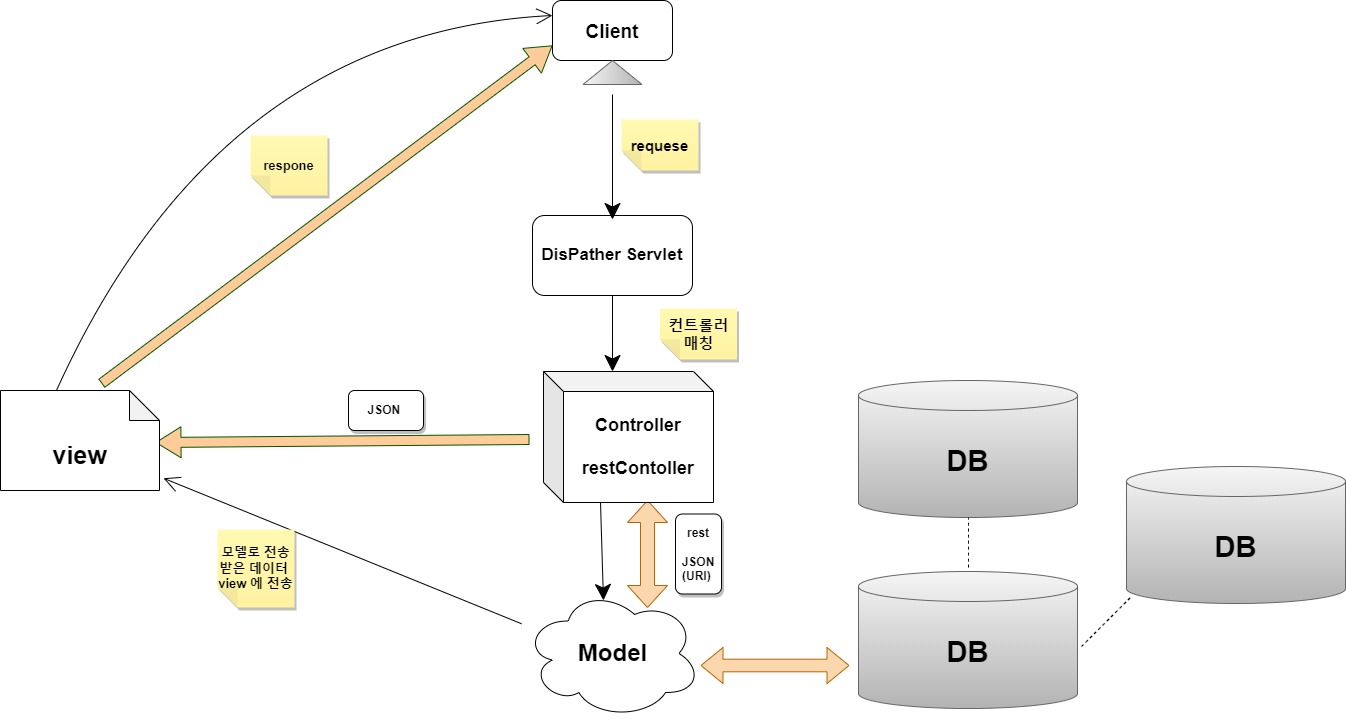 Client
requese
respone
DisPather Servlet
컨트롤러
매칭
Controller
restContoller
JSON
view
rest
JSON
(URI)
모델로 전송
받은 데이터
view 에 전송
Model
DB
DB
DB